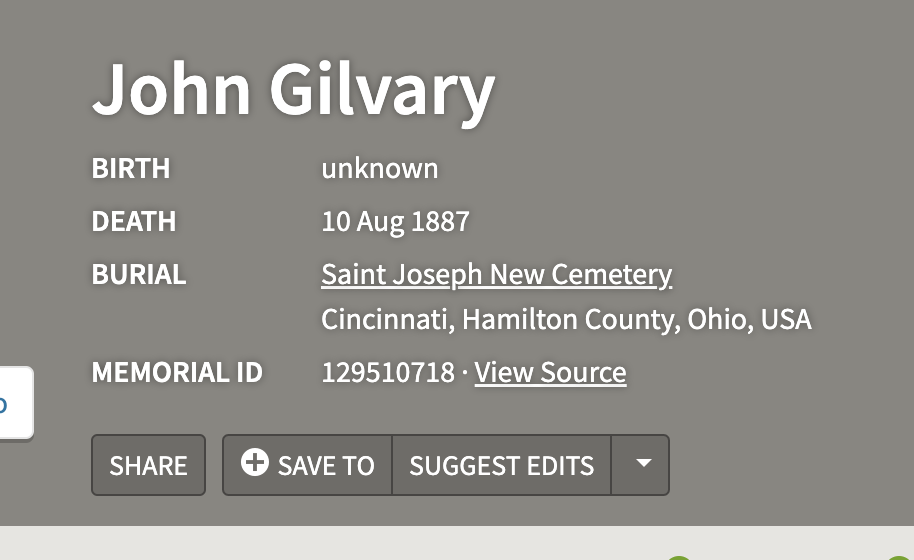 John Gilvary
BIRTH unknown
DEATH 10 Aug 1887
BURIAL Saint Joseph New Cemetery
Cincinnati, Hamilton County, Ohio, USA
MEMORIAL ID 129510718 · View Source
SHARE SAVE TO SUGGEST EDITS